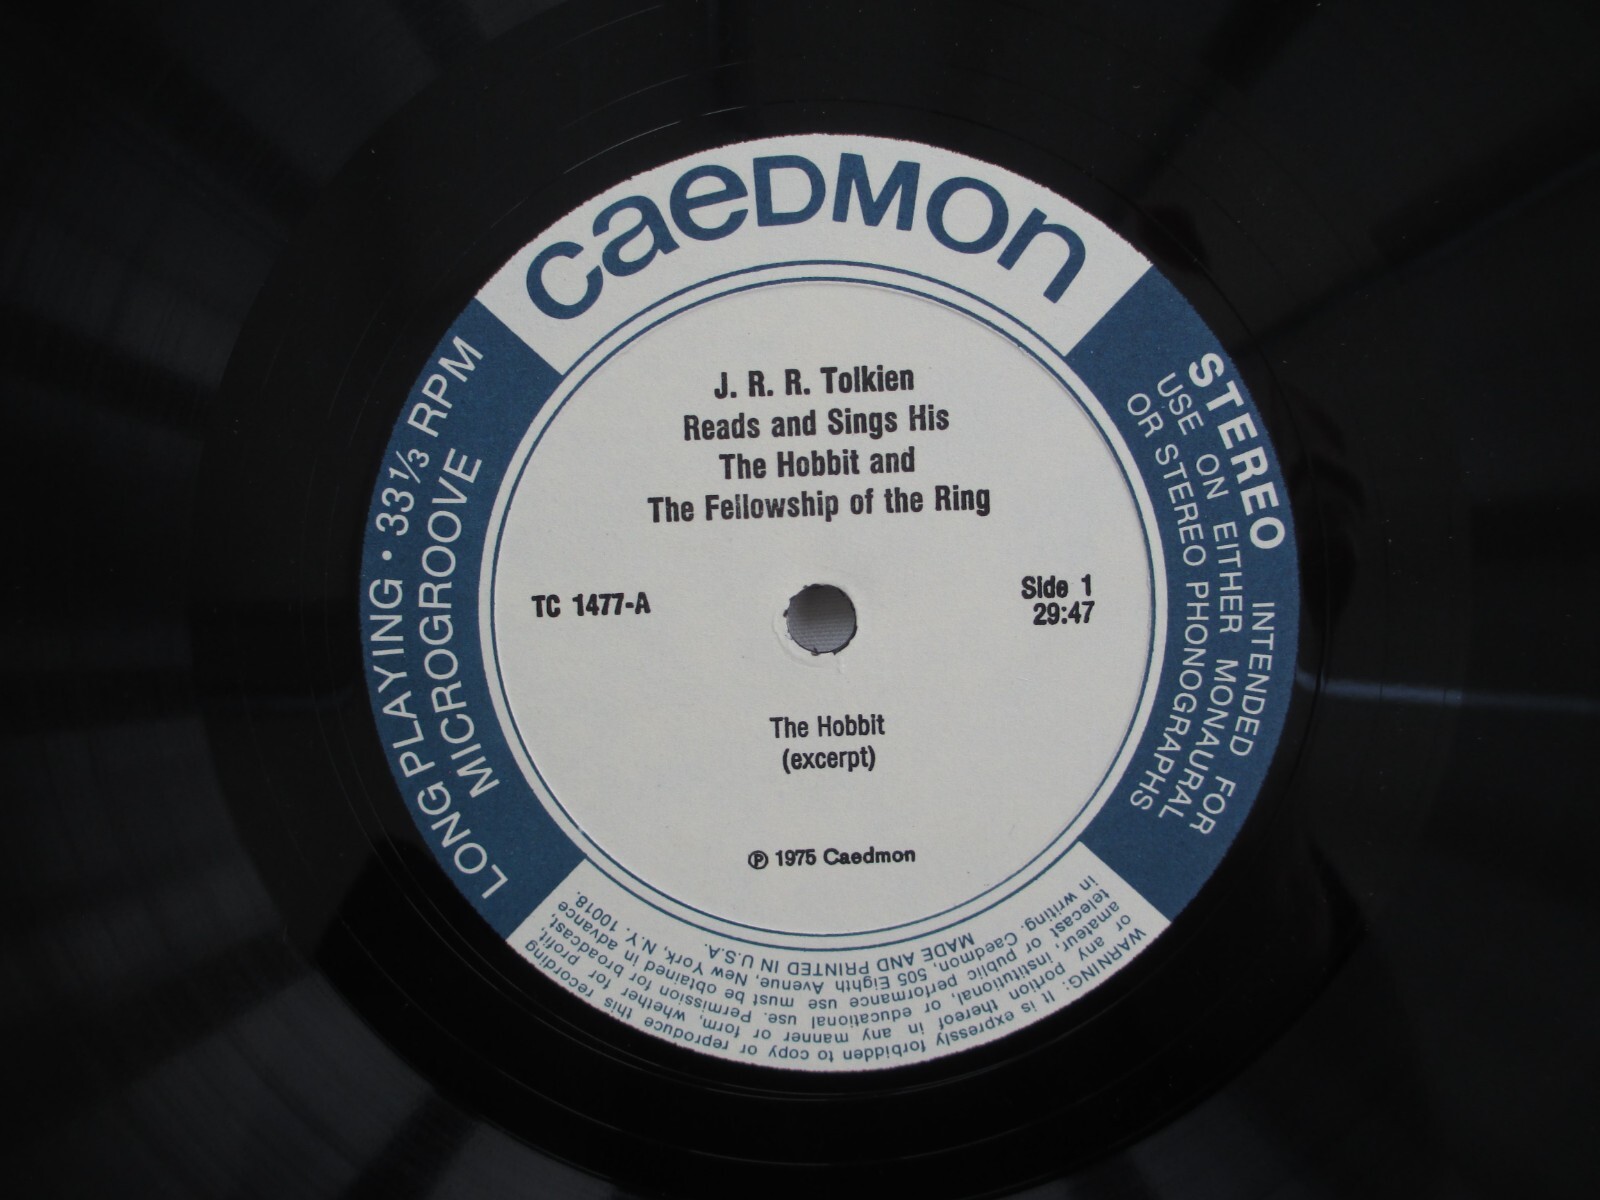 caeDmon
J. R. R. Tolkien
Reads and Sings His
The Hobbit and
The Fellowship of the Ring
TC 1477-A
Side 1
29:47
The Hobbit
(excerpt)
Ⓟ 1975 Caedmon
LONG PLAYING • 33⅓ RPM
MICROGROOVE
STEREO INTENDED FOR
USE ON EITHER MONAURAL
OR STEREO PHONOGRAPHS
WARNING: It is expressly forbidden to copy or reproduce this recording
or any portion thereof in any manner or form, whether for profit,
amateur, institutional, or educational use. Permission for broadcast,
telecast or public performance use must be obtained in advance
in writing. Caedmon, 505 Eighth Avenue, New York, N.Y. 10018.
MADE AND PRINTED IN U.S.A.